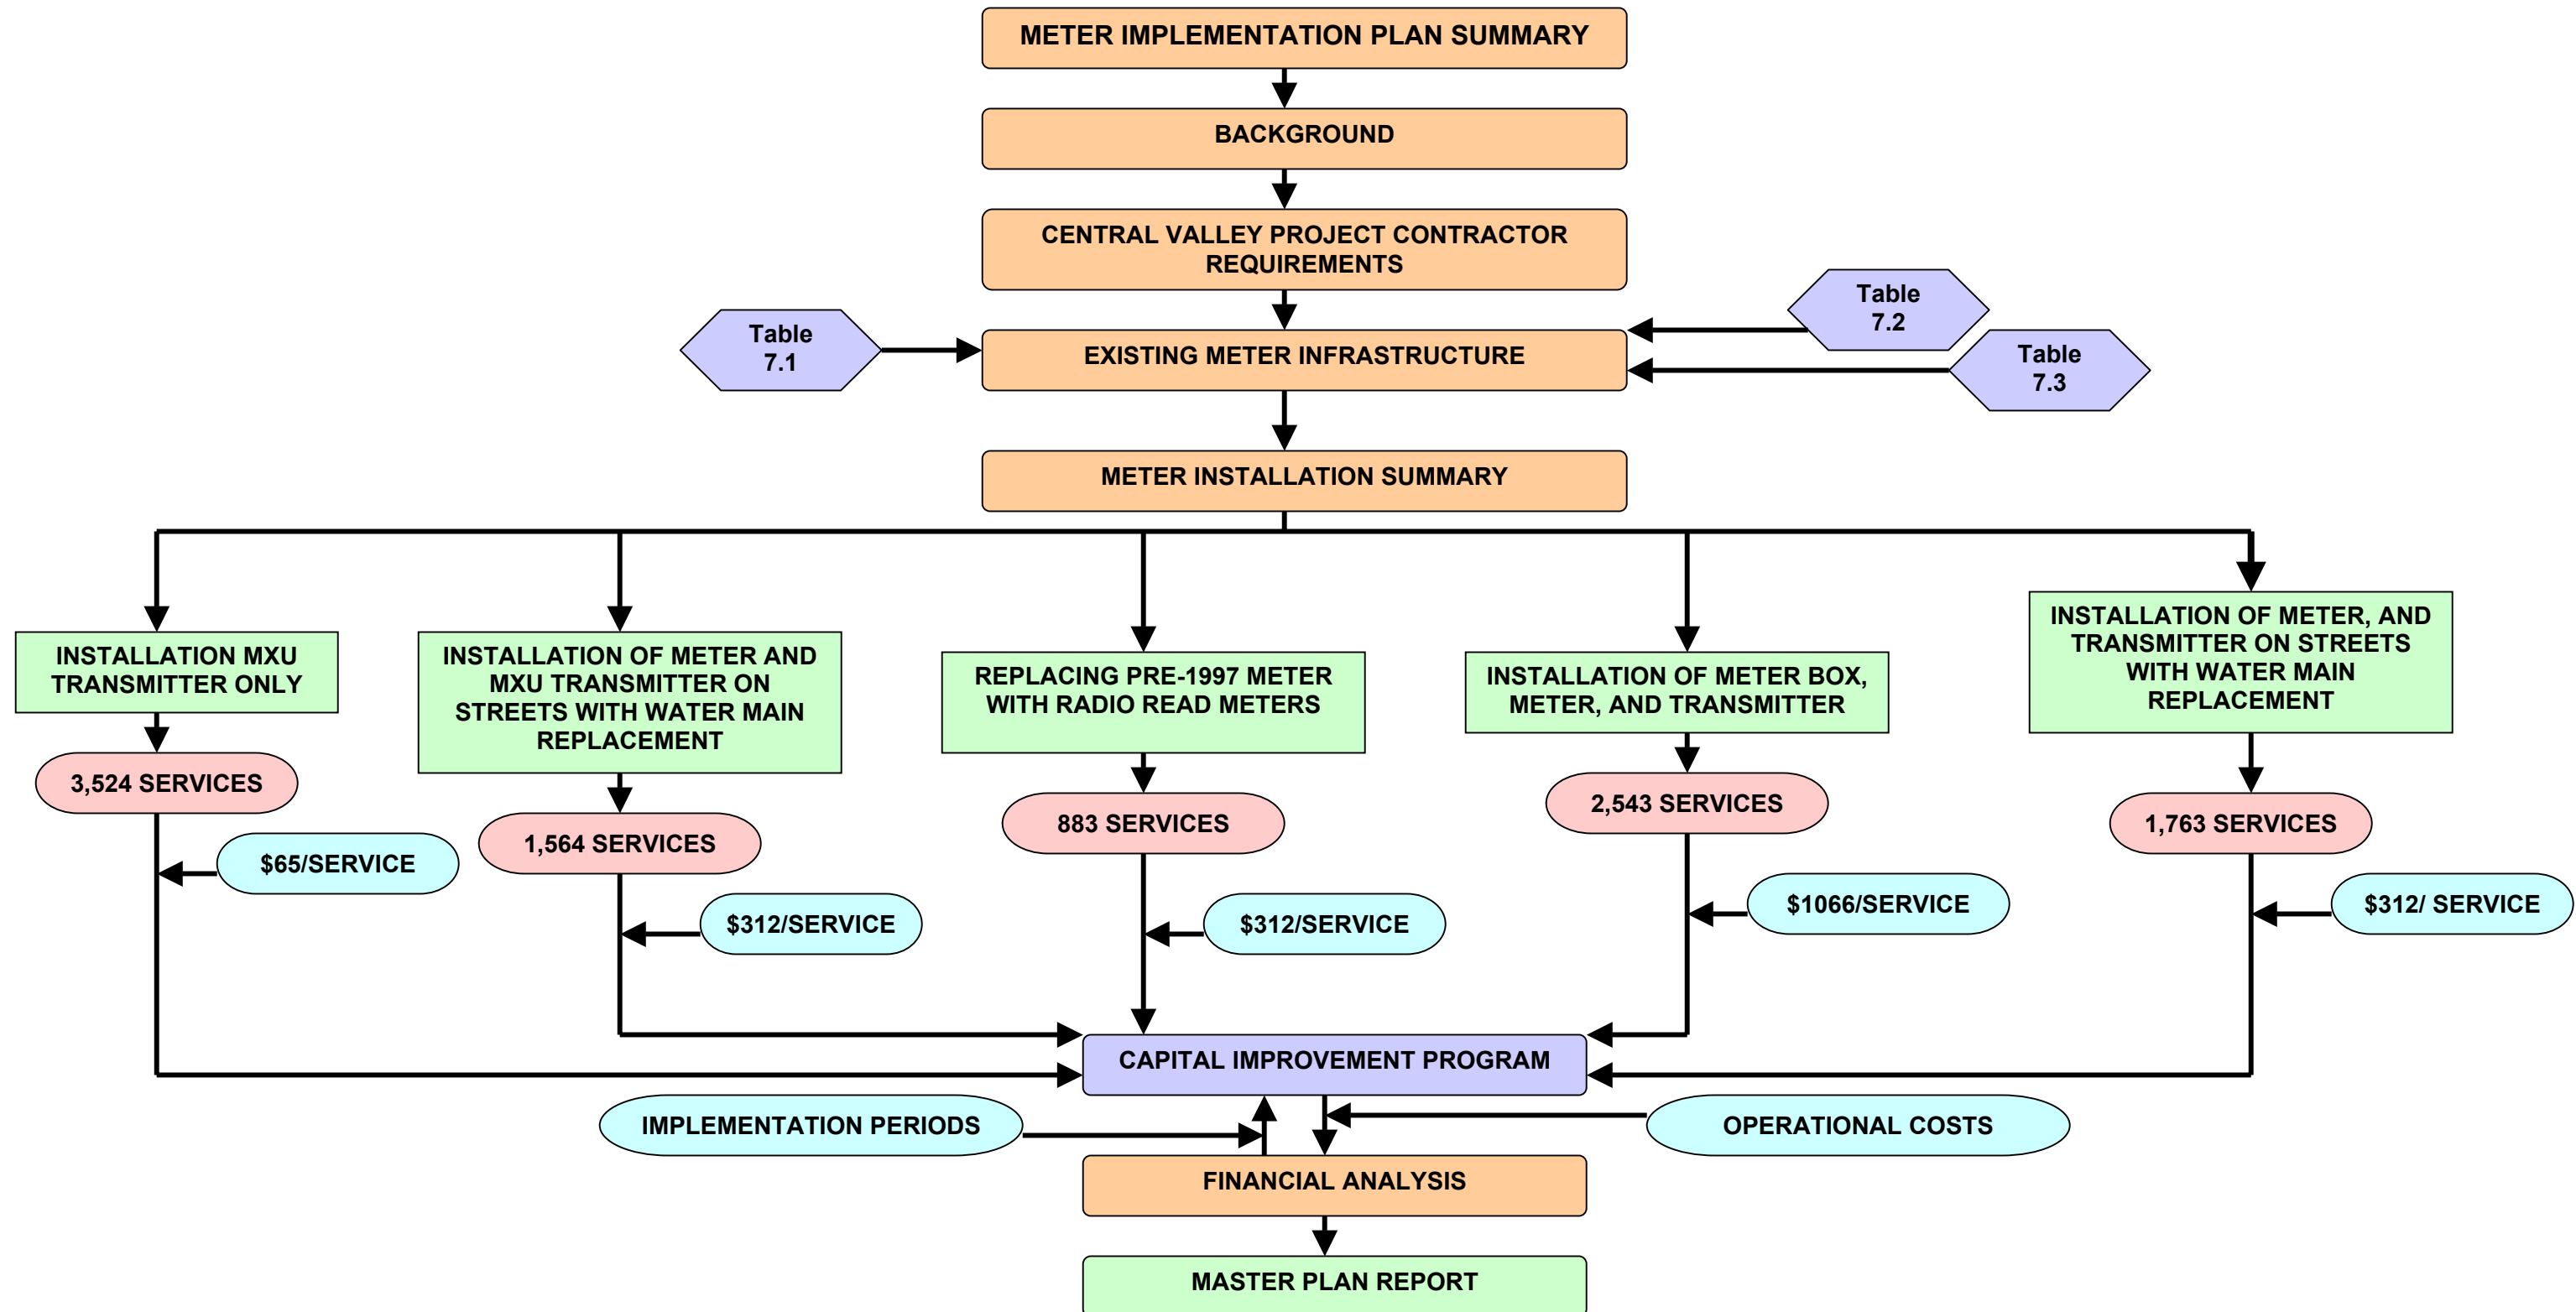 METER IMPLEMENTATION PLAN SUMMARY
BACKGROUND
CENTRAL VALLEY PROJECT CONTRACTOR
REQUIREMENTS
Table
7.1
EXISTING METER INFRASTRUCTURE
Table
7.2
Table
7.3
METER INSTALLATION SUMMARY
INSTALLATION MXU
TRANSMITTER ONLY
INSTALLATION OF METER AND
MXU TRANSMITTER ON
STREETS WITH WATER MAIN
REPLACEMENT
REPLACING PRE-1997 METER
WITH RADIO READ METERS
INSTALLATION OF METER BOX,
METER, AND TRANSMITTER
INSTALLATION OF METER, AND
TRANSMITTER ON STREETS
WITH WATER MAIN
REPLACEMENT
3,524 SERVICES
1,564 SERVICES
883 SERVICES
2,543 SERVICES
1,763 SERVICES
$65/SERVICE
$312/SERVICE
$312/SERVICE
$1066/SERVICE
$312/ SERVICE
CAPITAL IMPROVEMENT PROGRAM
IMPLEMENTATION PERIODS
OPERATIONAL COSTS
FINANCIAL ANALYSIS
MASTER PLAN REPORT